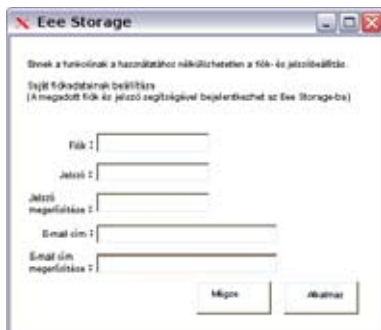 Eee Storage
Ennek a funkciónak a használatához nélkülözhetetlen a fiók- és jelszóbeállítás.
Saját fiókadatainak beállítása
(A megadott fiók és jelszó segítségével bejelentkezhet az Eee Storage-ba)
Fiók :
Jelszó :
Jelszó
megerősítése :
E-mail cím :
E-mail cím
megerősítése :
Mégse
Alkalmaz